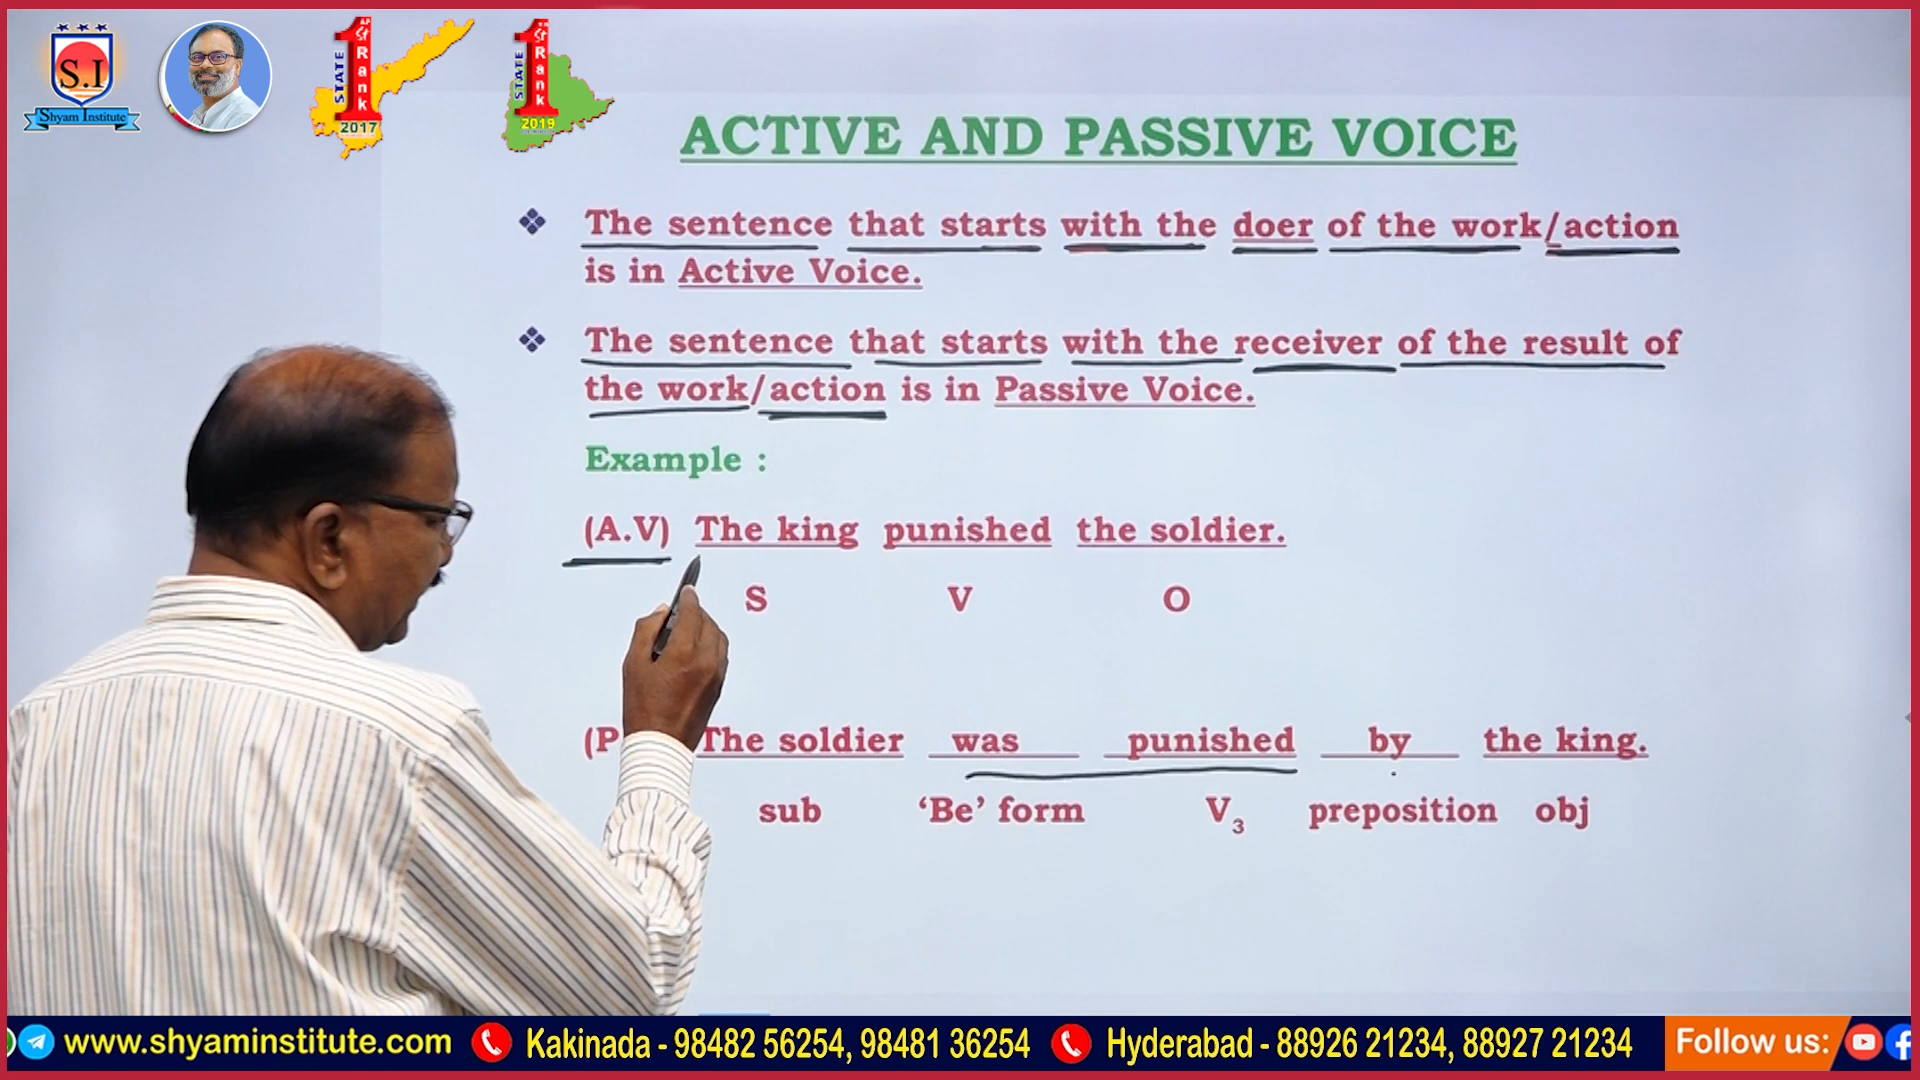 S.I
Shyam Institute
STATE
1
st
Rank
2017
STATE
1
st
Rank
2019
ACTIVE AND PASSIVE VOICE
❖ The sentence that starts with the doer of the work/action
is in Active Voice.
❖ The sentence that starts with the receiver of the result of
the work/action is in Passive Voice.
Example :
(A.V) The king punished the soldier.
S V O
(P The soldier was punished by the king.
sub ‘Be’ form V3 preposition obj
www.shyaminstitute.com Kakinada - 98482 56254, 98481 36254 Hyderabad - 88926 21234, 88927 21234 Follow us: